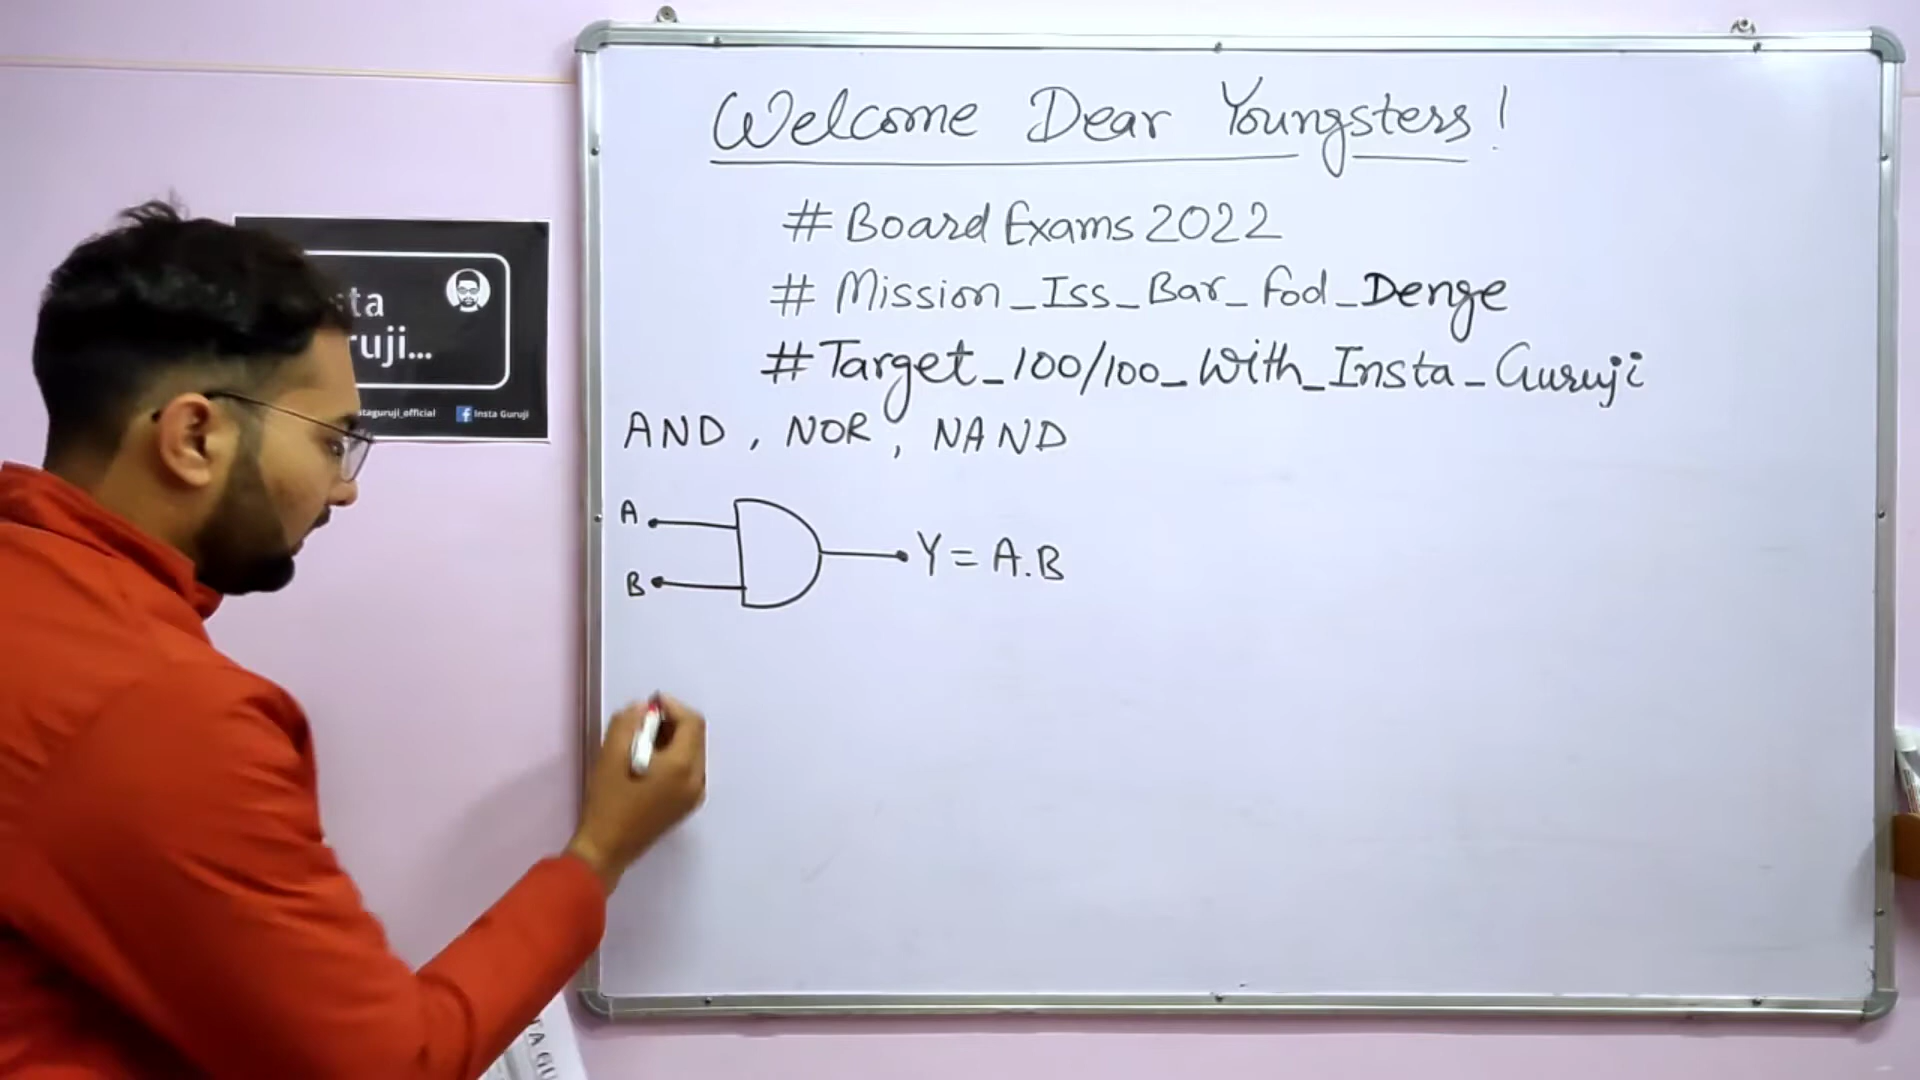 Welcome Dear Youngsters!
# Board Exams 2022
# Mission_Iss_Bar_Fod_Denge
# Target_100/100_With_Insta_Guruji
AND, NOR, NAND
A
B
Y = A.B
ruji...
Insta Guruji